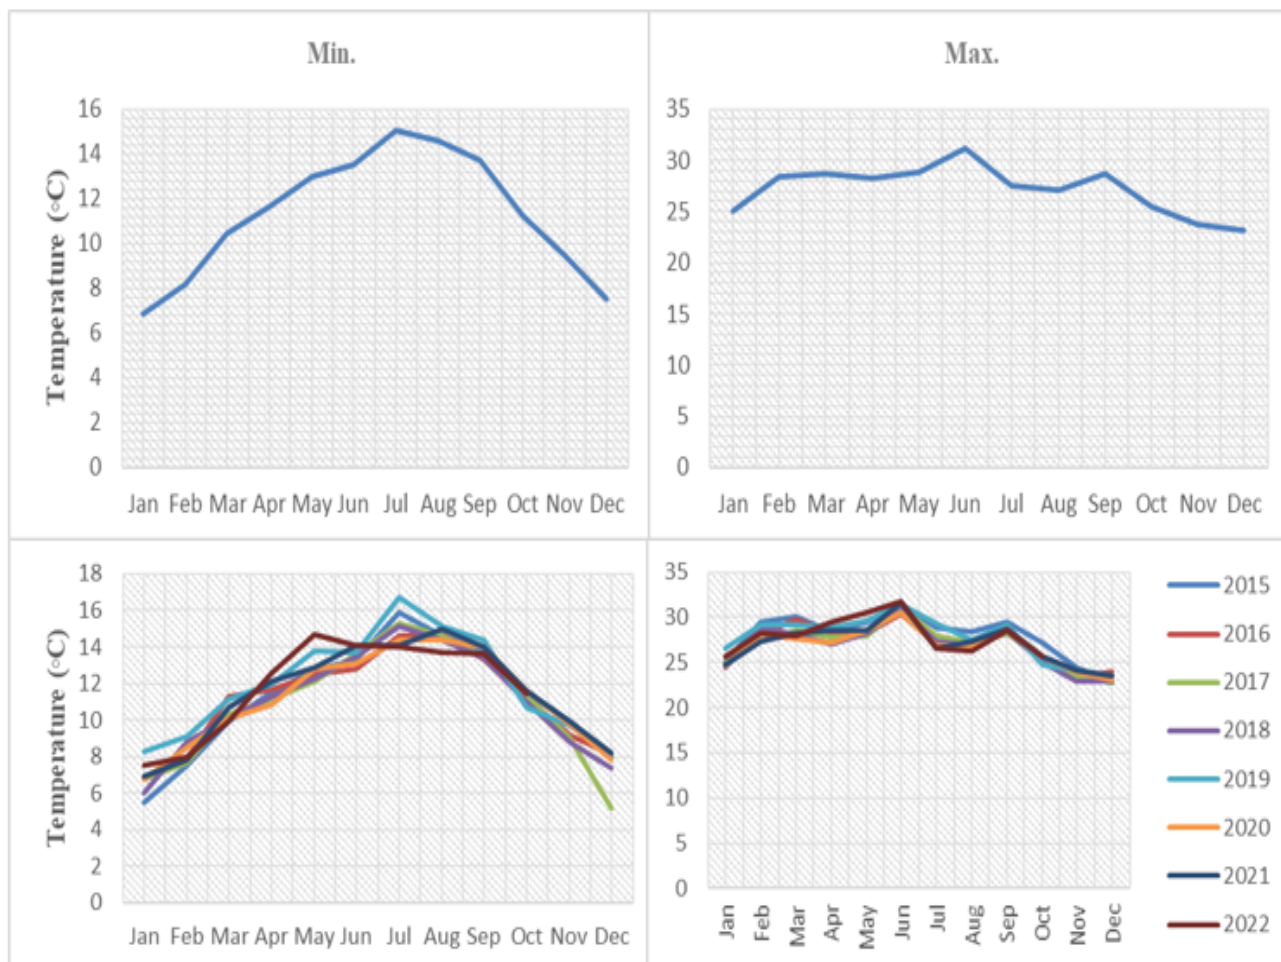 Min.
Max.
Temperature (◦C)
16
14
12
10
8
6
4
2
0
Jan Feb Mar Apr May Jun Jul Aug Sep Oct Nov Dec
35
30
25
20
15
10
5
0
Jan Feb Mar Apr May Jun Jul Aug Sep Oct Nov Dec
Temperature (◦C)
18
16
14
12
10
8
6
4
2
0
Jan Feb Mar Apr May Jun Jul Aug Sep Oct Nov Dec
35
30
25
20
15
10
5
0
Jan
Feb
Mar
Apr
May
Jun
Jul
Aug
Sep
Oct
Nov
Dec
2015
2016
2017
2018
2019
2020
2021
2022